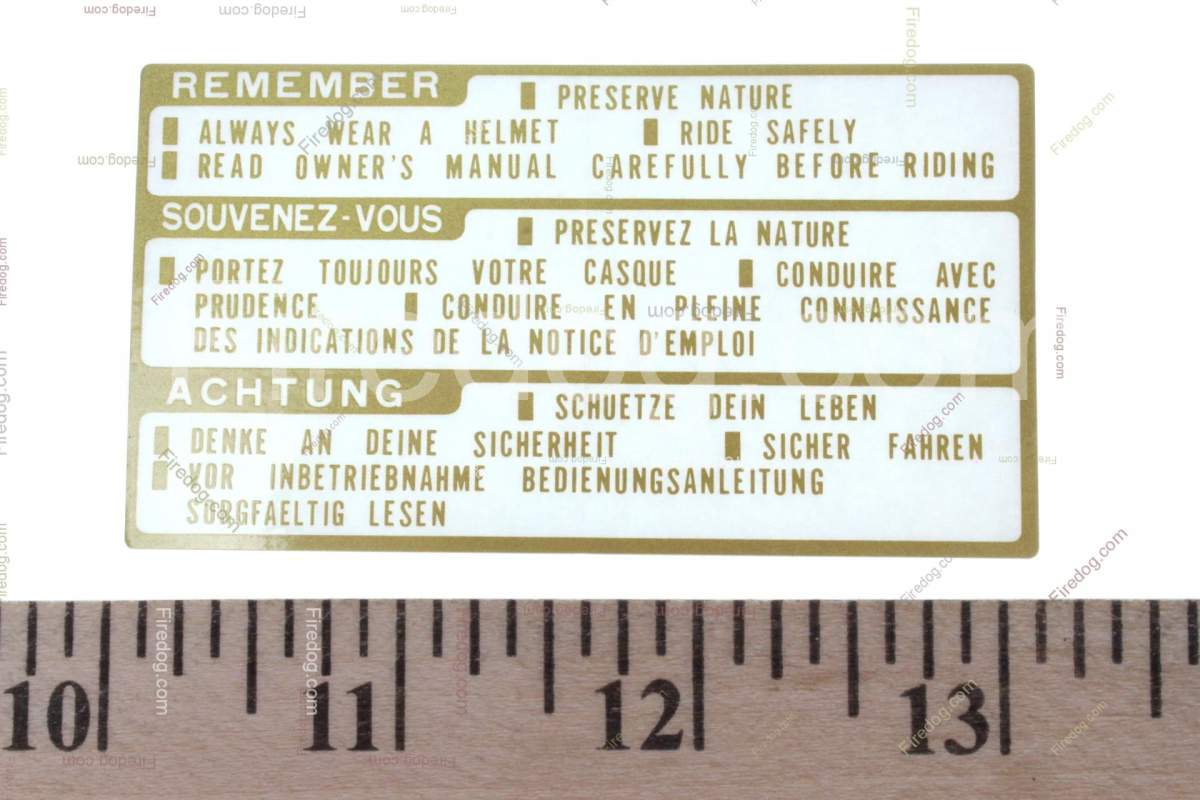 REMEMBER
■ PRESERVE NATURE
■ ALWAYS WEAR A HELMET ■ RIDE SAFELY
■ READ OWNER'S MANUAL CAREFULLY BEFORE RIDING
SOUVENEZ-VOUS
■ PRESERVEZ LA NATURE
■ PORTEZ TOUJOURS VOTRE CASQUE ■ CONDUIRE AVEC
PRUDENCE ■ CONDUIRE EN PLEINE CONNAISSANCE
DES INDICATIONS DE LA NOTICE D'EMPLOI
ACHTUNG
■ SCHUETZE DEIN LEBEN
■ DENKE AN DEINE SICHERHEIT ■ SICHER FAHREN
■ VOR INBETRIEBNAHME BEDIENUNGSANLEITUNG
SORGFAELTIG LESEN
10 11 12 13
Firedog.com